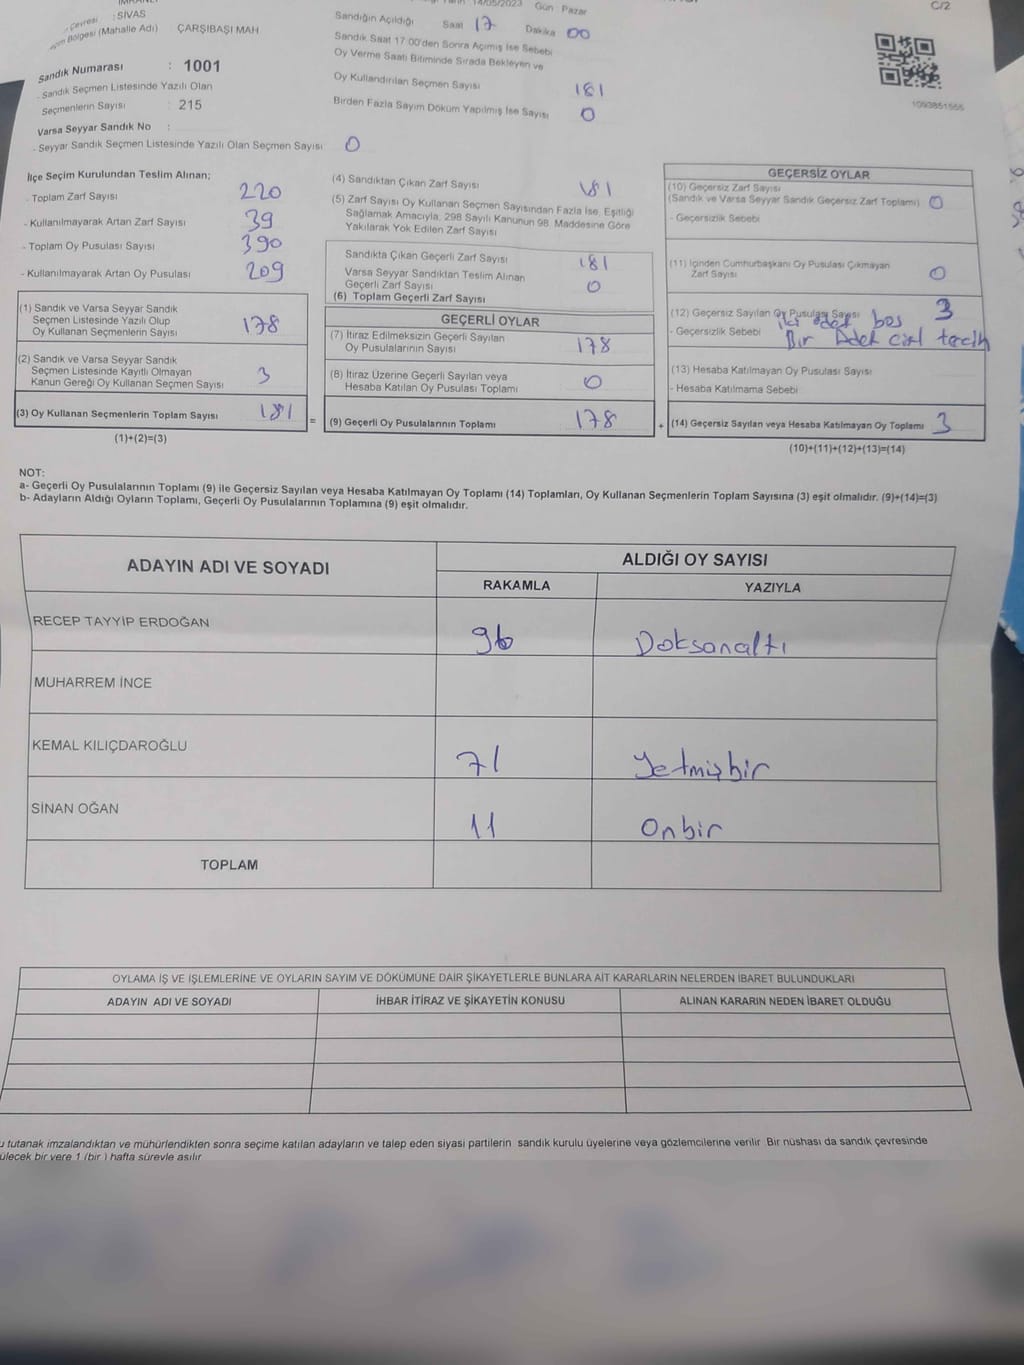 : SİVAS
14/05/2023 Gün : Pazar
C/2
(Mahalle Adı) ÇARŞIBAŞI MAH.
Sandığın Açıldığı Saat 17 Dakika 00
Sandık Saat 17:00'den Sonra Açılmış İse Sebebi
Oy Verme Saati Bitiminde Sırada Bekleyen ve
Sandık Numarası : 1001
- Sandık Seçmen Listesinde Yazılı Olan
Seçmenlerin Sayısı : 215
Oy Kullandırılan Seçmen Sayısı 181
Birden Fazla Sayım Döküm Yapılmış İse Sayısı 0
1093851555
Varsa Seyyar Sandık No :
- Seyyar Sandık Seçmen Listesinde Yazılı Olan Seçmen Sayısı 0
İlçe Seçim Kurulundan Teslim Alınan;
- Toplam Zarf Sayısı 220
- Kullanılmayarak Artan Zarf Sayısı 39
- Toplam Oy Pusulası Sayısı 390
- Kullanılmayarak Artan Oy Pusulası 209
(1) Sandık ve Varsa Seyyar Sandık
Seçmen Listesinde Yazılı Olup
Oy Kullanan Seçmenlerin Sayısı 178
(2) Sandık ve Varsa Seyyar Sandık
Seçmen Listesinde Kayıtlı Olmayan
Kanun Gereği Oy Kullanan Seçmen Sayısı 3
(3) Oy Kullanan Seçmenlerin Toplam Sayısı 181
(1)+(2)=(3)
=
(4) Sandıktan Çıkan Zarf Sayısı 181
(5) Zarf Sayısı Oy Kullanan Seçmen Sayısından Fazla İse, Eşitliği
Sağlamak Amacıyla, 298 Sayılı Kanunun 98. Maddesine Göre
Yakılarak Yok Edilen Zarf Sayısı
Sandıkta Çıkan Geçerli Zarf Sayısı 181
Varsa Seyyar Sandıktan Teslim Alınan
Geçerli Zarf Sayısı 0
(6) Toplam Geçerli Zarf Sayısı
GEÇERLİ OYLAR
(7) İtiraz Edilmeksizin Geçerli Sayılan
Oy Pusulalarının Sayısı 178
(8) İtiraz Üzerine Geçerli Sayılan veya
Hesaba Katılan Oy Pusulası Toplamı 0
(9) Geçerli Oy Pusulalarının Toplamı 178
+
GEÇERSİZ OYLAR
(10) Geçersiz Zarf Sayısı
(Sandık ve Varsa Seyyar Sandık Geçersiz Zarf Toplamı) 0
- Geçersizlik Sebebi
(11) İçinden Cumhurbaşkanı Oy Pusulası Çıkmayan
Zarf Sayısı 0
(12) Geçersiz Sayılan Oy Pusulası Sayısı 3
iki adet boş
- Geçersizlik Sebebi Bir Adet çift tercih
(13) Hesaba Katılmayan Oy Pusulası Sayısı
- Hesaba Katılmama Sebebi
(14) Geçersiz Sayılan veya Hesaba Katılmayan Oy Toplamı 3
(10)+(11)+(12)+(13)=(14)
NOT:
a- Geçerli Oy Pusulalarının Toplamı (9) ile Geçersiz Sayılan veya Hesaba Katılmayan Oy Toplamı (14) Toplamları, Oy Kullanan Seçmenlerin Toplam Sayısına (3) eşit olmalıdır. (9)+(14)=(3)
b- Adayların Aldığı Oyların Toplamı, Geçerli Oy Pusulalarının Toplamına (9) eşit olmalıdır.
ADAYIN ADI VE SOYADI
ALDIĞI OY SAYISI
RAKAMLA YAZIYLA
RECEP TAYYİP ERDOĞAN 96 Doksanaltı
MUHARREM İNCE
KEMAL KILIÇDAROĞLU 71 Yetmişbir
SİNAN OĞAN 11 Onbir
TOPLAM
OYLAMA İŞ VE İŞLEMLERİNE VE OYLARIN SAYIM VE DÖKÜMÜNE DAİR ŞİKAYETLERLE BUNLARA AİT KARARLARIN NELERDEN İBARET BULUNDUKLARI
ADAYIN ADI VE SOYADI İHBAR İTİRAZ VE ŞİKAYETİN KONUSU ALINAN KARARIN NEDEN İBARET OLDUĞU
tutanak imzalandıktan ve mühürlendikten sonra seçime katılan adayların ve talep eden siyasi partilerin sandık kurulu üyelerine veya gözlemcilerine verilir. Bir nüshası da sandık çevresinde
bir yere 1 (bir ) hafta süreyle asılır